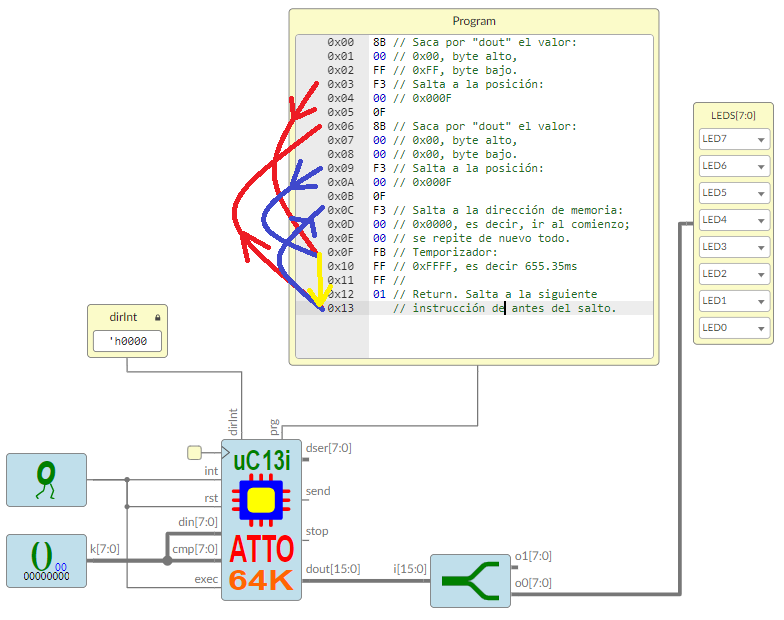 Program
0x00 8B // Saca por "dout" el valor:
0x01 00 // 0x00, byte alto,
0x02 FF // 0xFF, byte bajo.
0x03 F3 // Salta a la posición:
0x04 00 // 0x000F
0x05 0F
0x06 8B // Saca por "dout" el valor:
0x07 00 // 0x00, byte alto,
0x08 00 // 0x00, byte bajo.
0x09 F3 // Salta a la posición:
0x0A 00 // 0x000F
0x0B 0F
0x0C F3 // Salta a la dirección de memoria:
0x0D 00 // 0x0000, es decir, ir al comienzo;
0x0E 00 // se repite de nuevo todo.
0x0F FB // Temporizador:
0x10 FF // 0xFFFF, es decir 655.35ms
0x11 FF //
0x12 01 // Return. Salta a la siguiente
0x13 // instrucción de antes del salto.
LEDS[7:0]
LED7
LED6
LED5
LED4
LED3
LED2
LED1
LED0
dirInt
'h0000
dirInt
prg
int
rst
din[7:0]
cmp[7:0]
exec
uC13i
ATTO
64K
dser[7:0]
send
stop
dout[15:0]
0
()
00
00000000
k[7:0]
i[15:0]
o1[7:0]
o0[7:0]